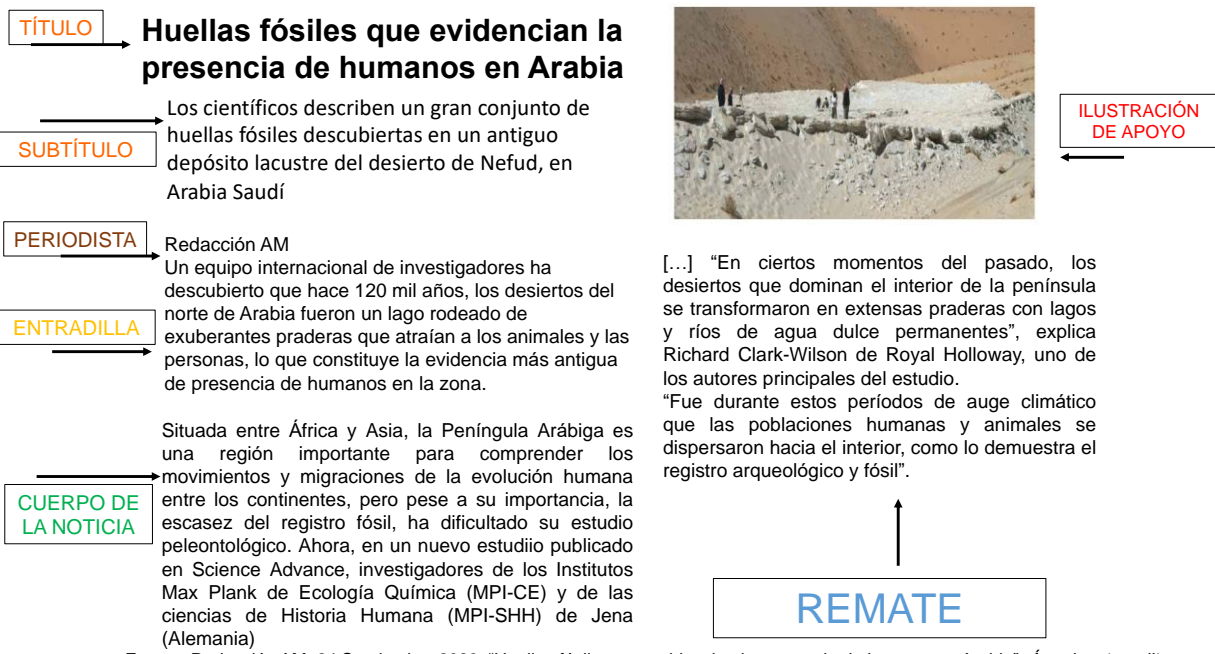 TÍTULO
Huellas fósiles que evidencian la
presencia de humanos en Arabia
SUBTÍTULO
Los científicos describen un gran conjunto de
huellas fósiles descubiertas en un antiguo
depósito lacustre del desierto de Nefud, en
Arabia Saudí
PERIODISTA
Redacción AM
ENTRADILLA
Un equipo internacional de investigadores ha
descubierto que hace 120 mil años, los desiertos del
norte de Arabia fueron un lago rodeado de
exuberantes praderas que atraían a los animales y las
personas, lo que constituye la evidencia más antigua
de presencia de humanos en la zona.
CUERPO DE
LA NOTICIA
Situada entre África y Asia, la Peníngula Arábiga es
una región importante para comprender los
movimientos y migraciones de la evolución humana
entre los continentes, pero pese a su importancia, la
escasez del registro fósil, ha dificultado su estudio
peleontológico. Ahora, en un nuevo estudiio publicado
en Science Advance, investigadores de los Institutos
Max Plank de Ecología Química (MPI-CE) y de las
ciencias de Historia Humana (MPI-SHH) de Jena
(Alemania)
ILUSTRACIÓN
DE APOYO
[…] “En ciertos momentos del pasado, los
desiertos que dominan el interior de la península
se transformaron en extensas praderas con lagos
y ríos de agua dulce permanentes”, explica
Richard Clark-Wilson de Royal Holloway, uno de
los autores principales del estudio.
“Fue durante estos períodos de auge climático
que las poblaciones humanas y animales se
dispersaron hacia el interior, como lo demuestra el
registro arqueológico y fósil”.
REMATE